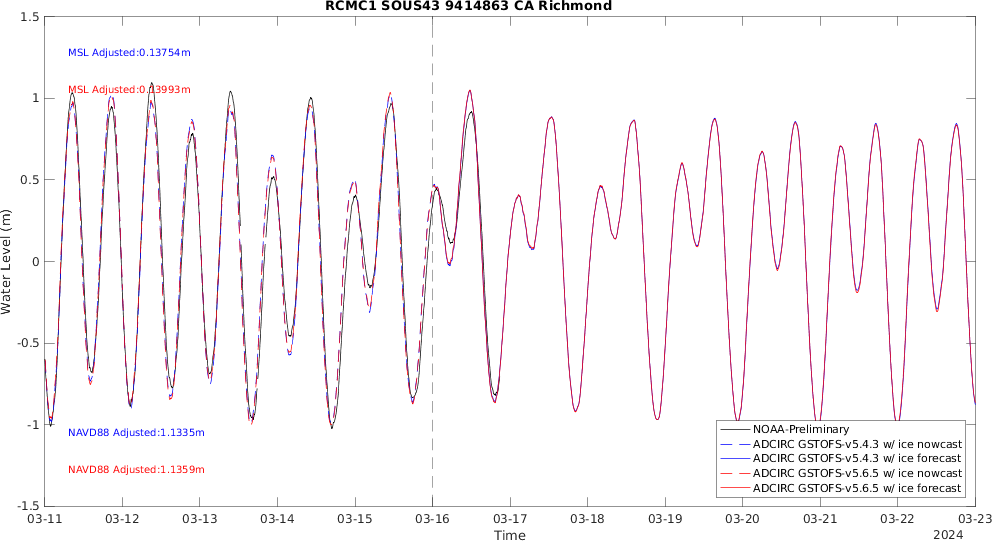 RCMC1 SOUS43 9414863 CA Richmond
1.5
MSL Adjusted:0.13754m
MSL Adjusted:0.13993m
1
0.5
0
-0.5
-1
-1.5
Water Level (m)
NAVD88 Adjusted:1.1335m
NAVD88 Adjusted:1.1359m
NOAA-Preliminary
ADCIRC GSTOFS-v5.4.3 w/ ice nowcast
ADCIRC GSTOFS-v5.4.3 w/ ice forecast
ADCIRC GSTOFS-v5.6.5 w/ ice nowcast
ADCIRC GSTOFS-v5.6.5 w/ ice forecast
03-11 03-12 03-13 03-14 03-15 03-16 03-17 03-18 03-19 03-20 03-21 03-22 03-23
Time
2024